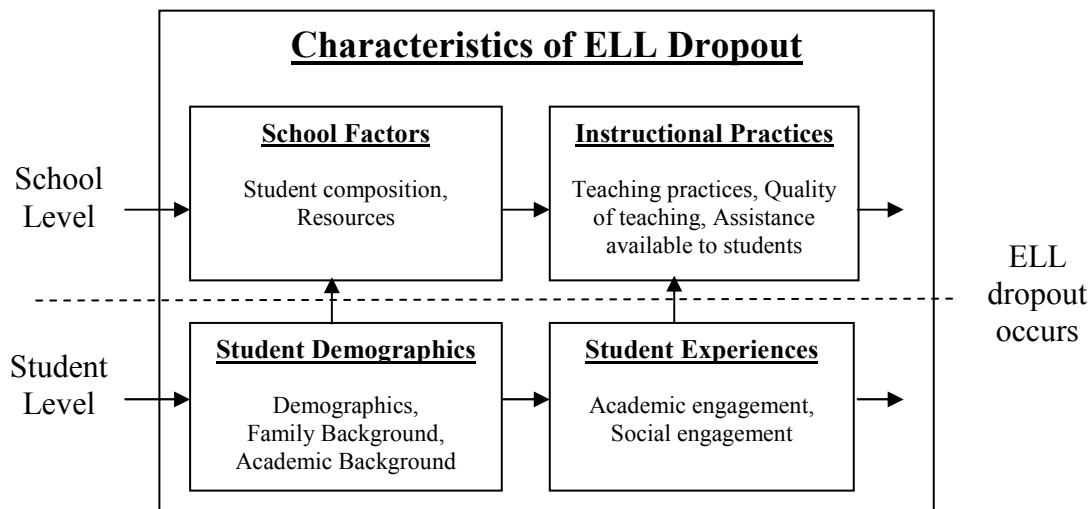 Characteristics of ELL Dropout
School
Level
School Factors
Student composition,
Resources
Instructional Practices
Teaching practices, Quality
of teaching, Assistance
available to students
ELL
dropout
occurs
Student
Level
Student Demographics
Demographics,
Family Background,
Academic Background
Student Experiences
Academic engagement,
Social engagement